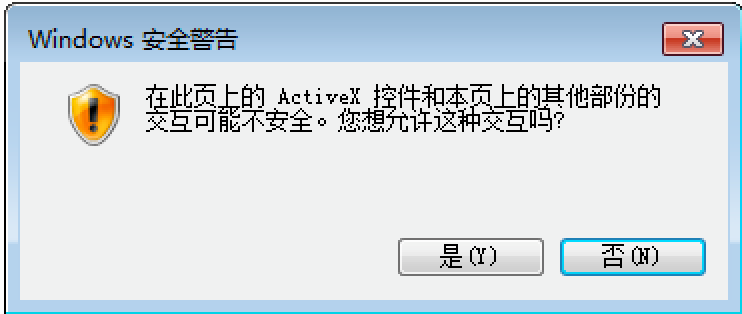 Windows 安全警告
在此页上的 ActiveX 控件和本页上的其他部份的
交互可能不安全。您想允许这种交互吗?
是(Y)
否(N)